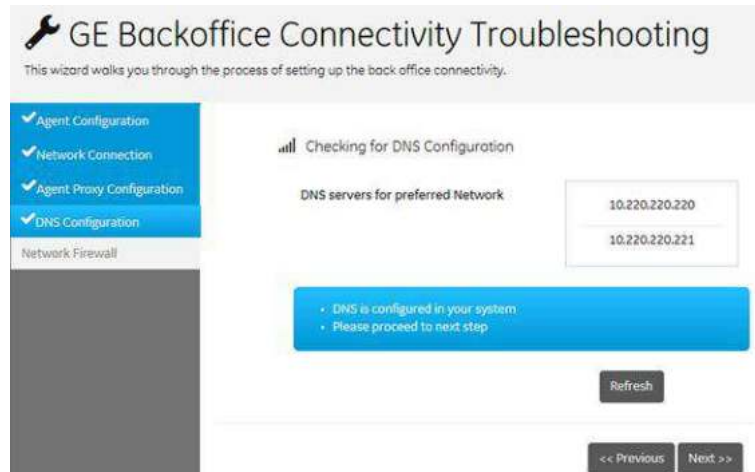 GE Backoffice Connectivity Troubleshooting
This wizard walks you through the process of setting up the back office connectivity.
Agent Configuration
Network Connection
Agent Proxy Configuration
DNS Configuration
Network Firewall
Checking for DNS Configuration
DNS servers for preferred Network
10.220.220.220
10.220.220.221
• DNS is configured in your system
• Please proceed to next step
Refresh
<< Previous
Next >>